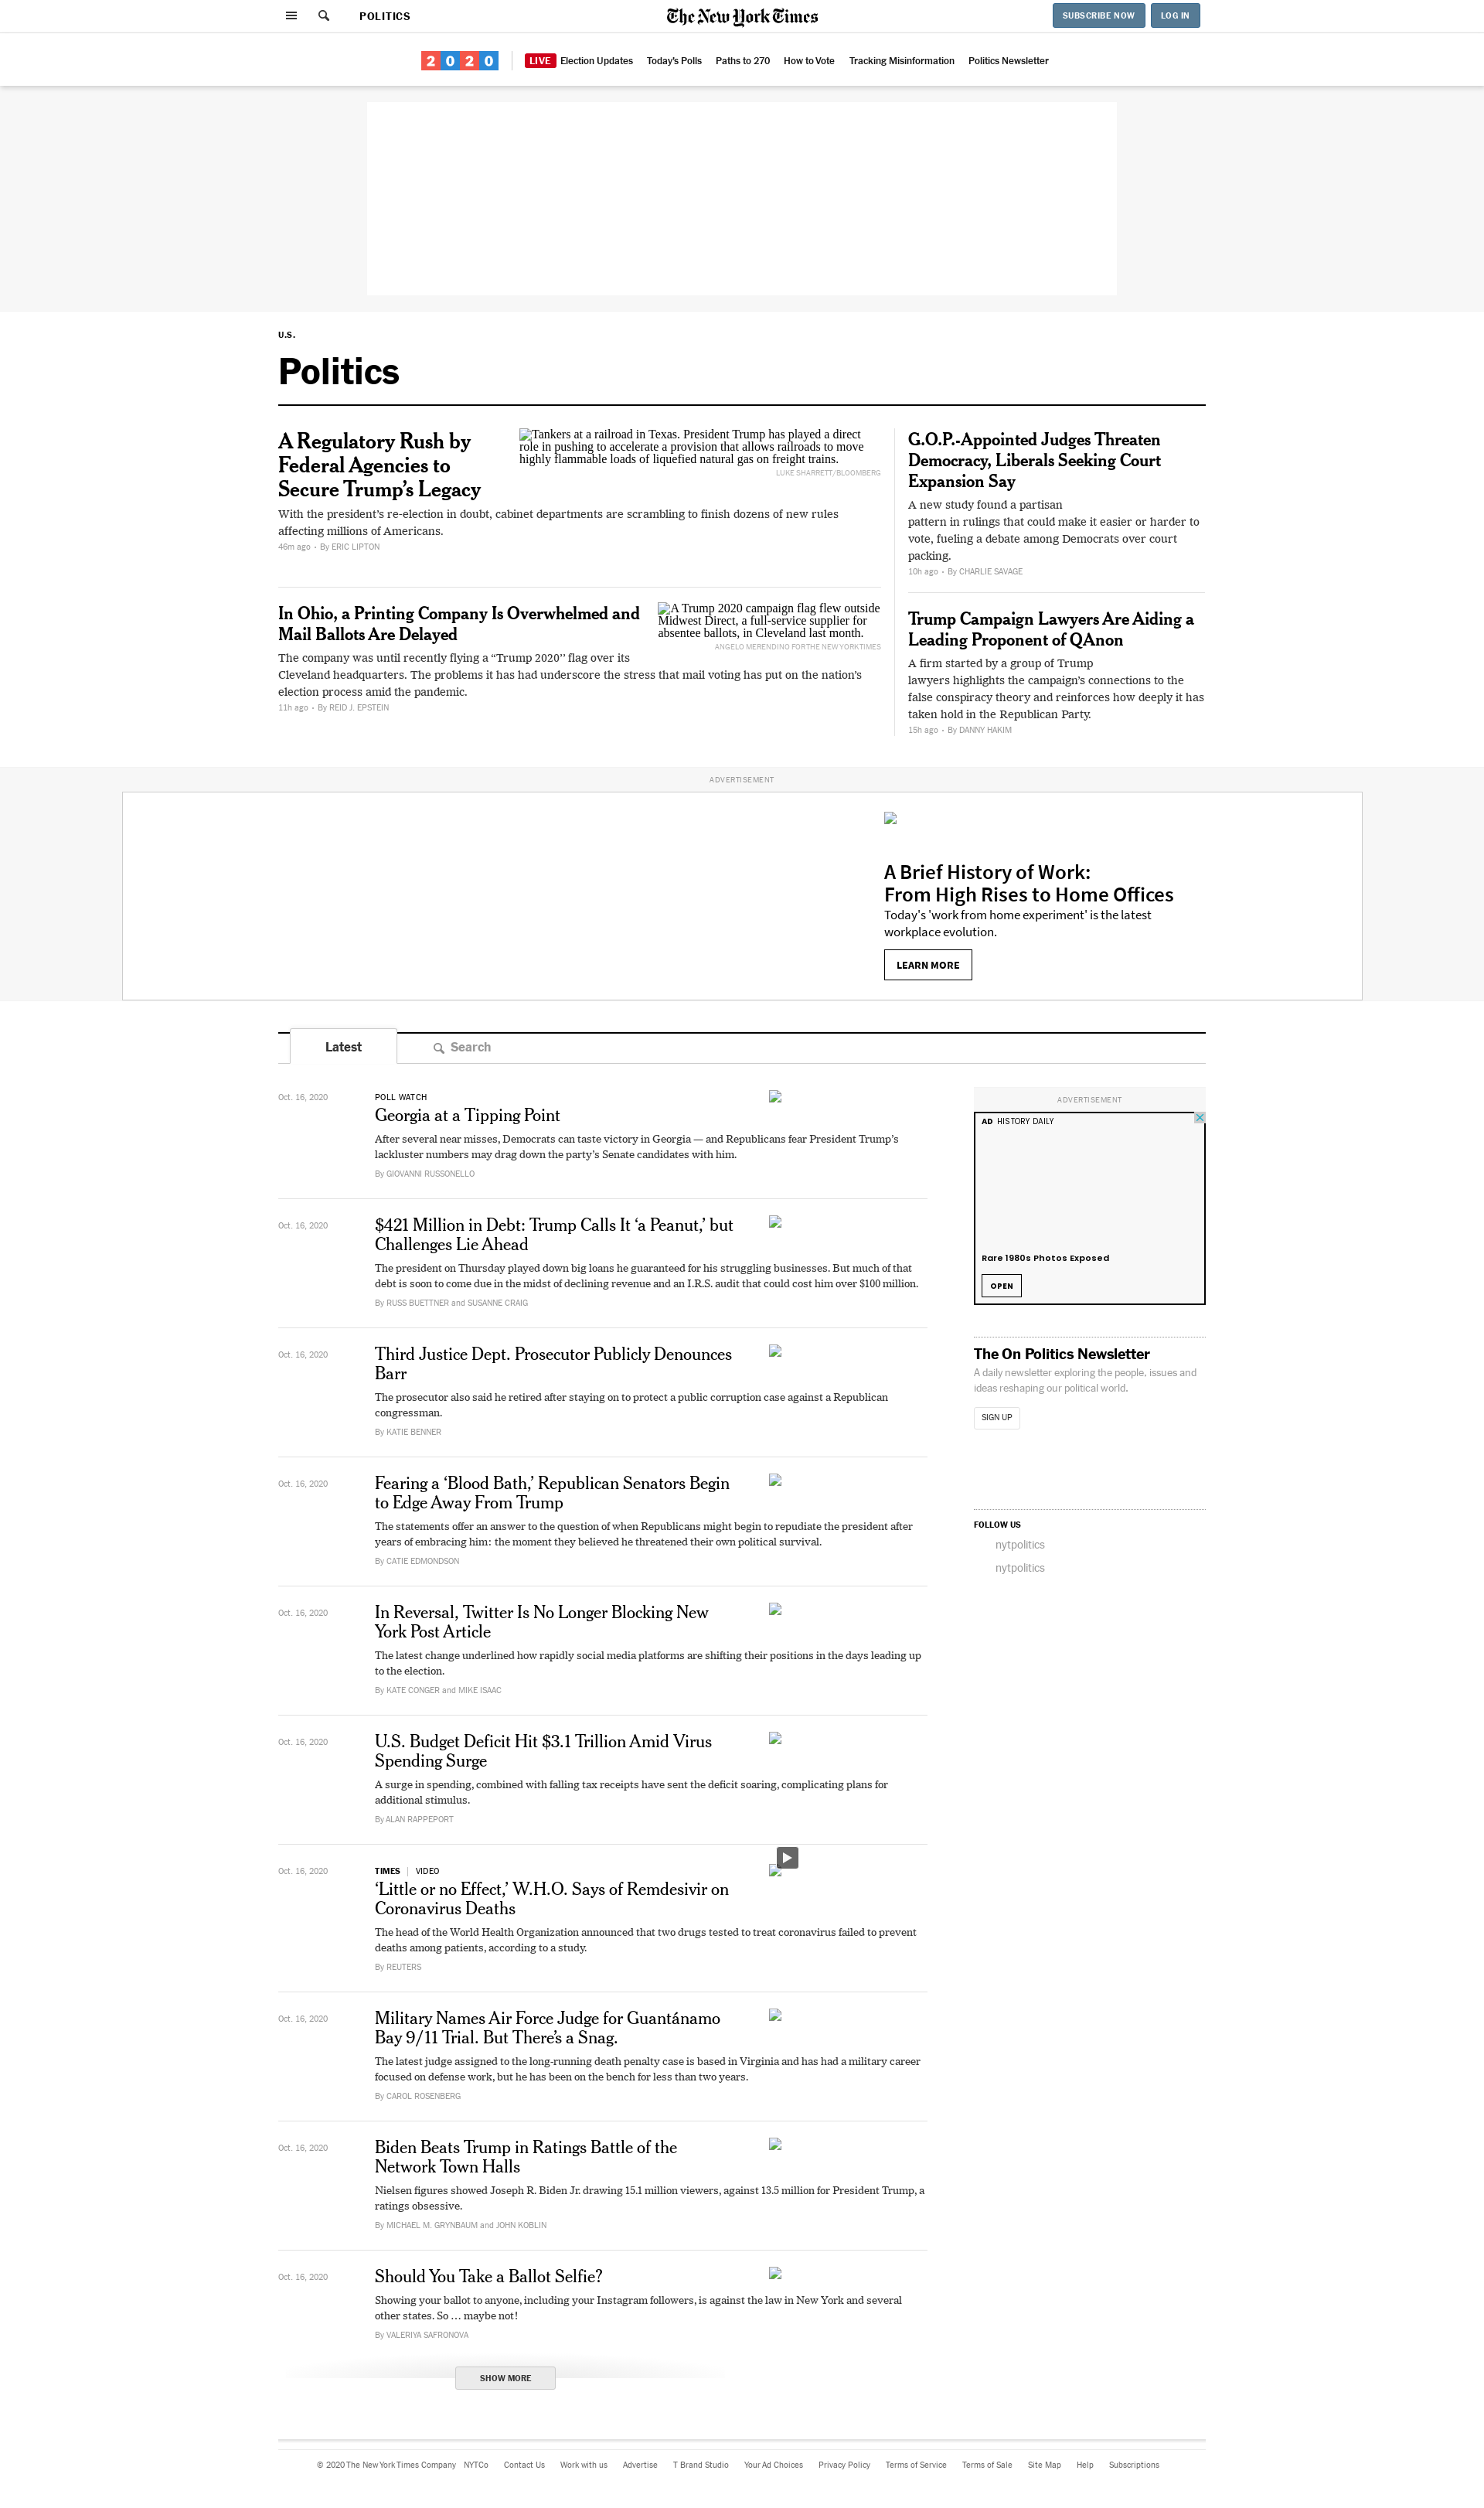 POLITICS
The New York Times
SUBSCRIBE NOW
LOG IN
2020
LIVE
Election Updates
Today's Polls
Paths to 270
How to Vote
Tracking Misinformation
Politics Newsletter
U.S.
Politics
A Regulatory Rush by
Federal Agencies to
Secure Trump’s Legacy
Tankers at a railroad in Texas. President Trump has played a direct
role in pushing to accelerate a provision that allows railroads to move
highly flammable loads of liquefied natural gas on freight trains.
LUKE SHARRETT/BLOOMBERG
With the president’s re-election in doubt, cabinet departments are scrambling to finish dozens of new rules
affecting millions of Americans.
46m ago • By ERIC LIPTON
In Ohio, a Printing Company Is Overwhelmed and
Mail Ballots Are Delayed
A Trump 2020 campaign flag flew outside
Midwest Direct, a full-service supplier for
absentee ballots, in Cleveland last month.
ANGELO MERENDINO FOR THE NEW YORK TIMES
The company was until recently flying a “Trump 2020” flag over its
Cleveland headquarters. The problems it has had underscore the stress that mail voting has put on the nation’s
election process amid the pandemic.
11h ago • By REID J. EPSTEIN
G.O.P.-Appointed Judges Threaten
Democracy, Liberals Seeking Court
Expansion Say
A new study found a partisan
pattern in rulings that could make it easier or harder to
vote, fueling a debate among Democrats over court
packing.
10h ago • By CHARLIE SAVAGE
Trump Campaign Lawyers Are Aiding a
Leading Proponent of QAnon
A firm started by a group of Trump
lawyers highlights the campaign’s connections to the
false conspiracy theory and reinforces how deeply it has
taken hold in the Republican Party.
15h ago • By DANNY HAKIM
ADVERTISEMENT
A Brief History of Work:
From High Rises to Home Offices
Today's 'work from home experiment' is the latest
workplace evolution.
LEARN MORE
Latest
Search
Oct. 16, 2020
POLL WATCH
Georgia at a Tipping Point
After several near misses, Democrats can taste victory in Georgia — and Republicans fear President Trump’s
lackluster numbers may drag down the party’s Senate candidates with him.
By GIOVANNI RUSSONELLO
Oct. 16, 2020
$421 Million in Debt: Trump Calls It ‘a Peanut,’ but
Challenges Lie Ahead
The president on Thursday played down big loans he guaranteed for his struggling businesses. But much of that
debt is soon to come due in the midst of declining revenue and an I.R.S. audit that could cost him over $100 million.
By RUSS BUETTNER and SUSANNE CRAIG
Oct. 16, 2020
Third Justice Dept. Prosecutor Publicly Denounces
Barr
The prosecutor also said he retired after staying on to protect a public corruption case against a Republican
congressman.
By KATIE BENNER
Oct. 16, 2020
Fearing a ‘Blood Bath,’ Republican Senators Begin
to Edge Away From Trump
The statements offer an answer to the question of when Republicans might begin to repudiate the president after
years of embracing him: the moment they believed he threatened their own political survival.
By CATIE EDMONDSON
Oct. 16, 2020
In Reversal, Twitter Is No Longer Blocking New
York Post Article
The latest change underlined how rapidly social media platforms are shifting their positions in the days leading up
to the election.
By KATE CONGER and MIKE ISAAC
Oct. 16, 2020
U.S. Budget Deficit Hit $3.1 Trillion Amid Virus
Spending Surge
A surge in spending, combined with falling tax receipts have sent the deficit soaring, complicating plans for
additional stimulus.
By ALAN RAPPEPORT
Oct. 16, 2020
TIMES | VIDEO
‘Little or no Effect,’ W.H.O. Says of Remdesivir on
Coronavirus Deaths
The head of the World Health Organization announced that two drugs tested to treat coronavirus failed to prevent
deaths among patients, according to a study.
By REUTERS
Oct. 16, 2020
Military Names Air Force Judge for Guantánamo
Bay 9/11 Trial. But There’s a Snag.
The latest judge assigned to the long-running death penalty case is based in Virginia and has had a military career
focused on defense work, but he has been on the bench for less than two years.
By CAROL ROSENBERG
Oct. 16, 2020
Biden Beats Trump in Ratings Battle of the
Network Town Halls
Nielsen figures showed Joseph R. Biden Jr. drawing 15.1 million viewers, against 13.5 million for President Trump, a
ratings obsessive.
By MICHAEL M. GRYNBAUM and JOHN KOBLIN
Oct. 16, 2020
Should You Take a Ballot Selfie?
Showing your ballot to anyone, including your Instagram followers, is against the law in New York and several
other states. So … maybe not!
By VALERIYA SAFRONOVA
SHOW MORE
ADVERTISEMENT
AD HISTORY DAILY
Rare 1980s Photos Exposed
OPEN
The On Politics Newsletter
A daily newsletter exploring the people, issues and
ideas reshaping our political world.
SIGN UP
FOLLOW US
nytpolitics
nytpolitics
© 2020 The New York Times Company
NYTCo
Contact Us
Work with us
Advertise
T Brand Studio
Your Ad Choices
Privacy Policy
Terms of Service
Terms of Sale
Site Map
Help
Subscriptions